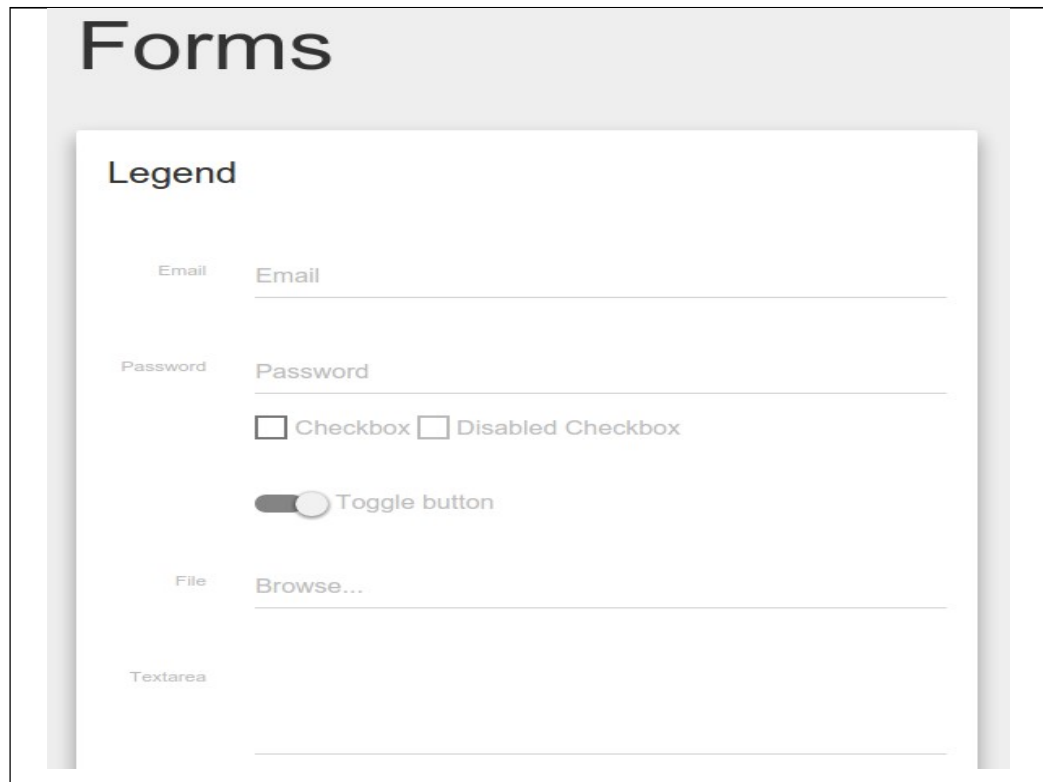 Forms
Legend
Email Email
Password Password
Checkbox Disabled Checkbox
Toggle button
File Browse...
Textarea